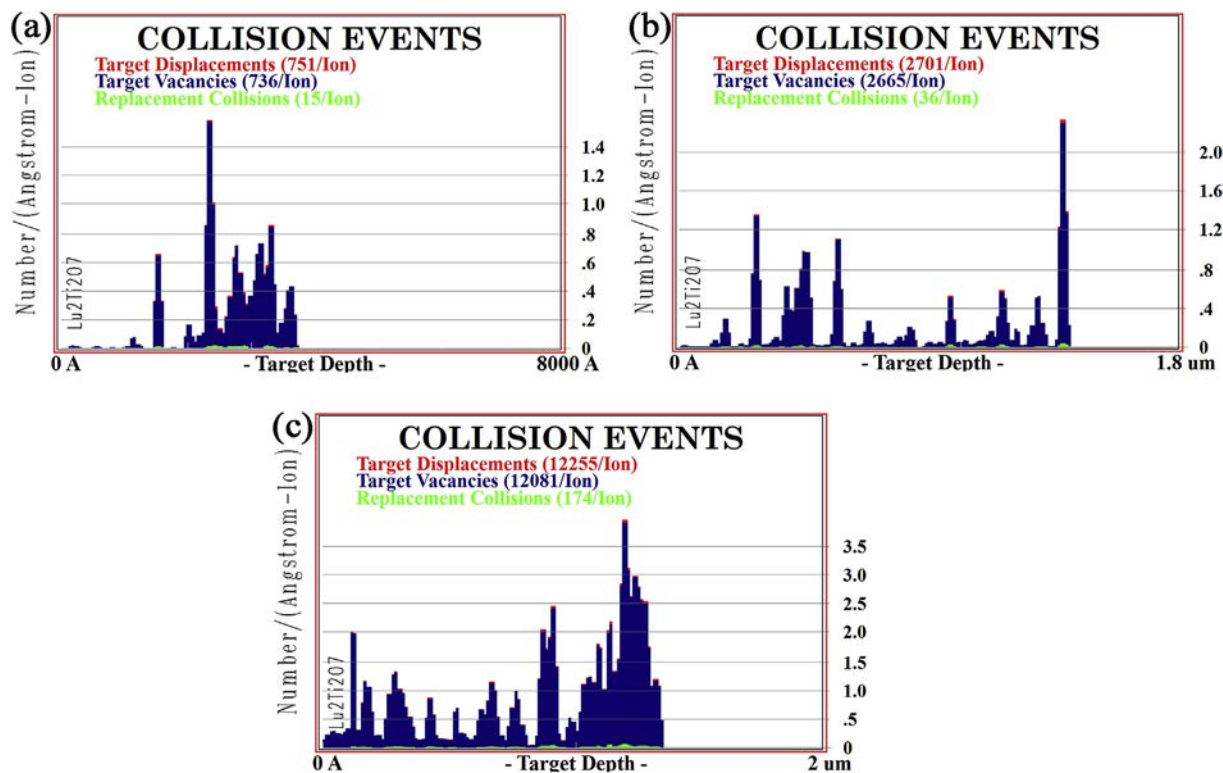 (a)
COLLISION EVENTS
Target Displacements (751/Ion)
Target Vacancies (736/Ion)
Replacement Collisions (15/Ion)
Number/(Angstrom-Ion)
Lu2Ti2O7
1.4
1.2
1.0
.8
.6
.4
.2
0
0 A
- Target Depth -
8000 A
(b)
COLLISION EVENTS
Target Displacements (2701/Ion)
Target Vacancies (2665/Ion)
Replacement Collisions (36/Ion)
Number/(Angstrom-Ion)
Lu2Ti2O7
2.0
1.6
1.2
.8
.4
0
0 A
- Target Depth -
1.8 um
(c)
COLLISION EVENTS
Target Displacements (12255/Ion)
Target Vacancies (12081/Ion)
Replacement Collisions (174/Ion)
Number/(Angstrom-Ion)
Lu2Ti2O7
3.5
3.0
2.5
2.0
1.5
1.0
.5
0
0 A
- Target Depth -
2 um